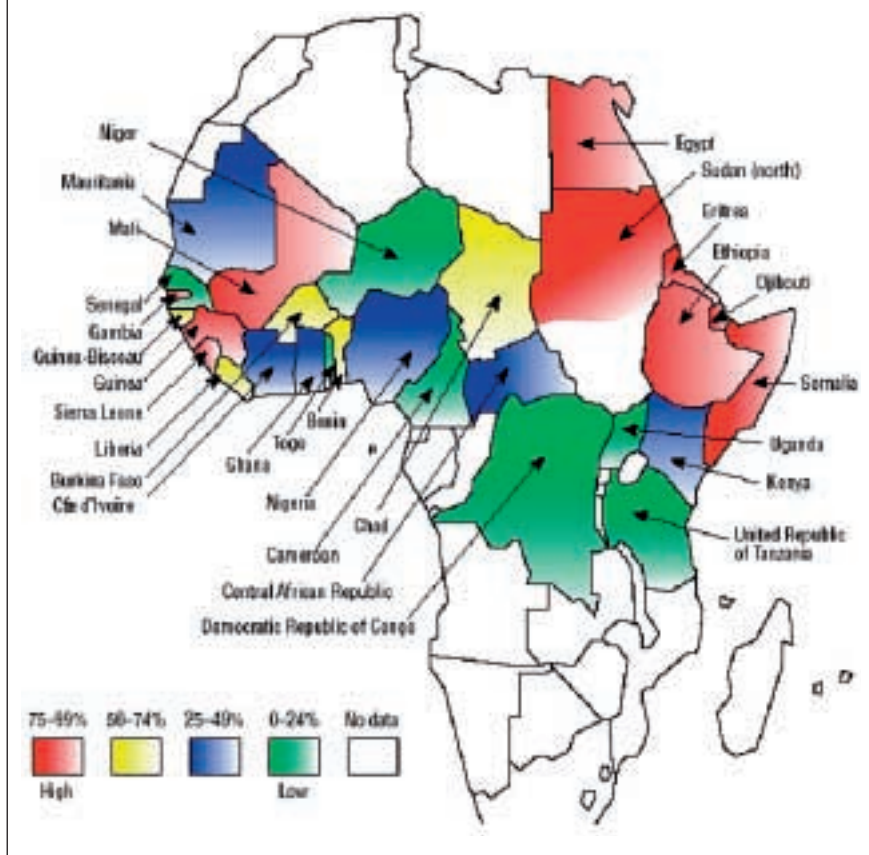 Niger
Mauritania
Mali
Senegal
Gambia
Guinea-Bisseau
Guinea
Sierra Leone
Liberia
Burkina Faso
Côte d'Ivoire
Ghana
Togo
Benin
Nigeria
Chad
Cameroon
Central African Republic
Democratic Republic of Congo
Egypt
Sudan (north)
Eritrea
Ethiopia
Djibouti
Somalia
Uganda
Kenya
United Republic
of Tanzania
75–99% 50–74% 25–49% 0–24% No data
High Low